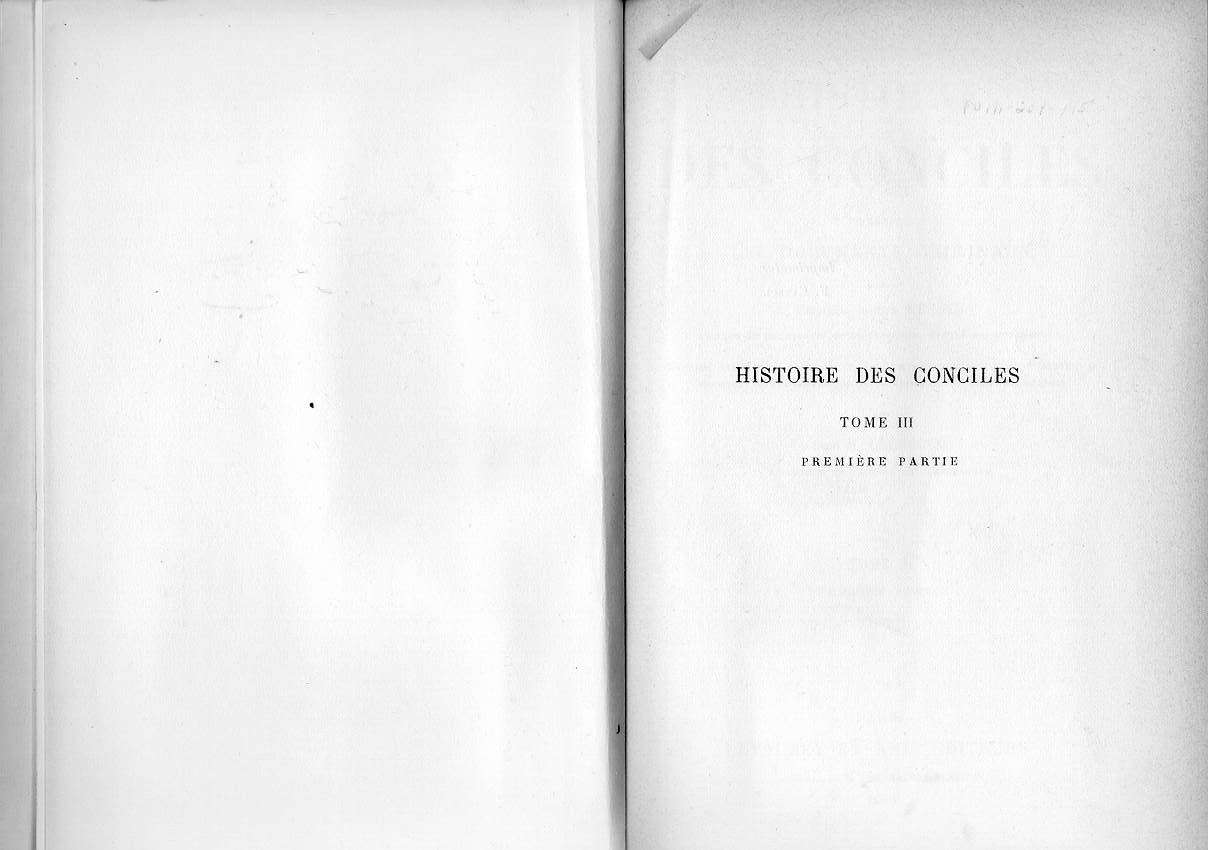 HISTOIRE DES CONCILES
TOME III
PREMIÈRE PARTIE